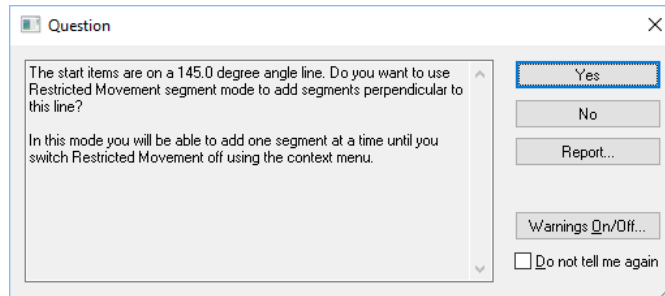 Question
The start items are on a 145.0 degree angle line. Do you want to use
Restricted Movement segment mode to add segments perpendicular to
this line?
In this mode you will be able to add one segment at a time until you
switch Restricted Movement off using the context menu.
Yes
No
Report...
Warnings On/Off...
Do not tell me again